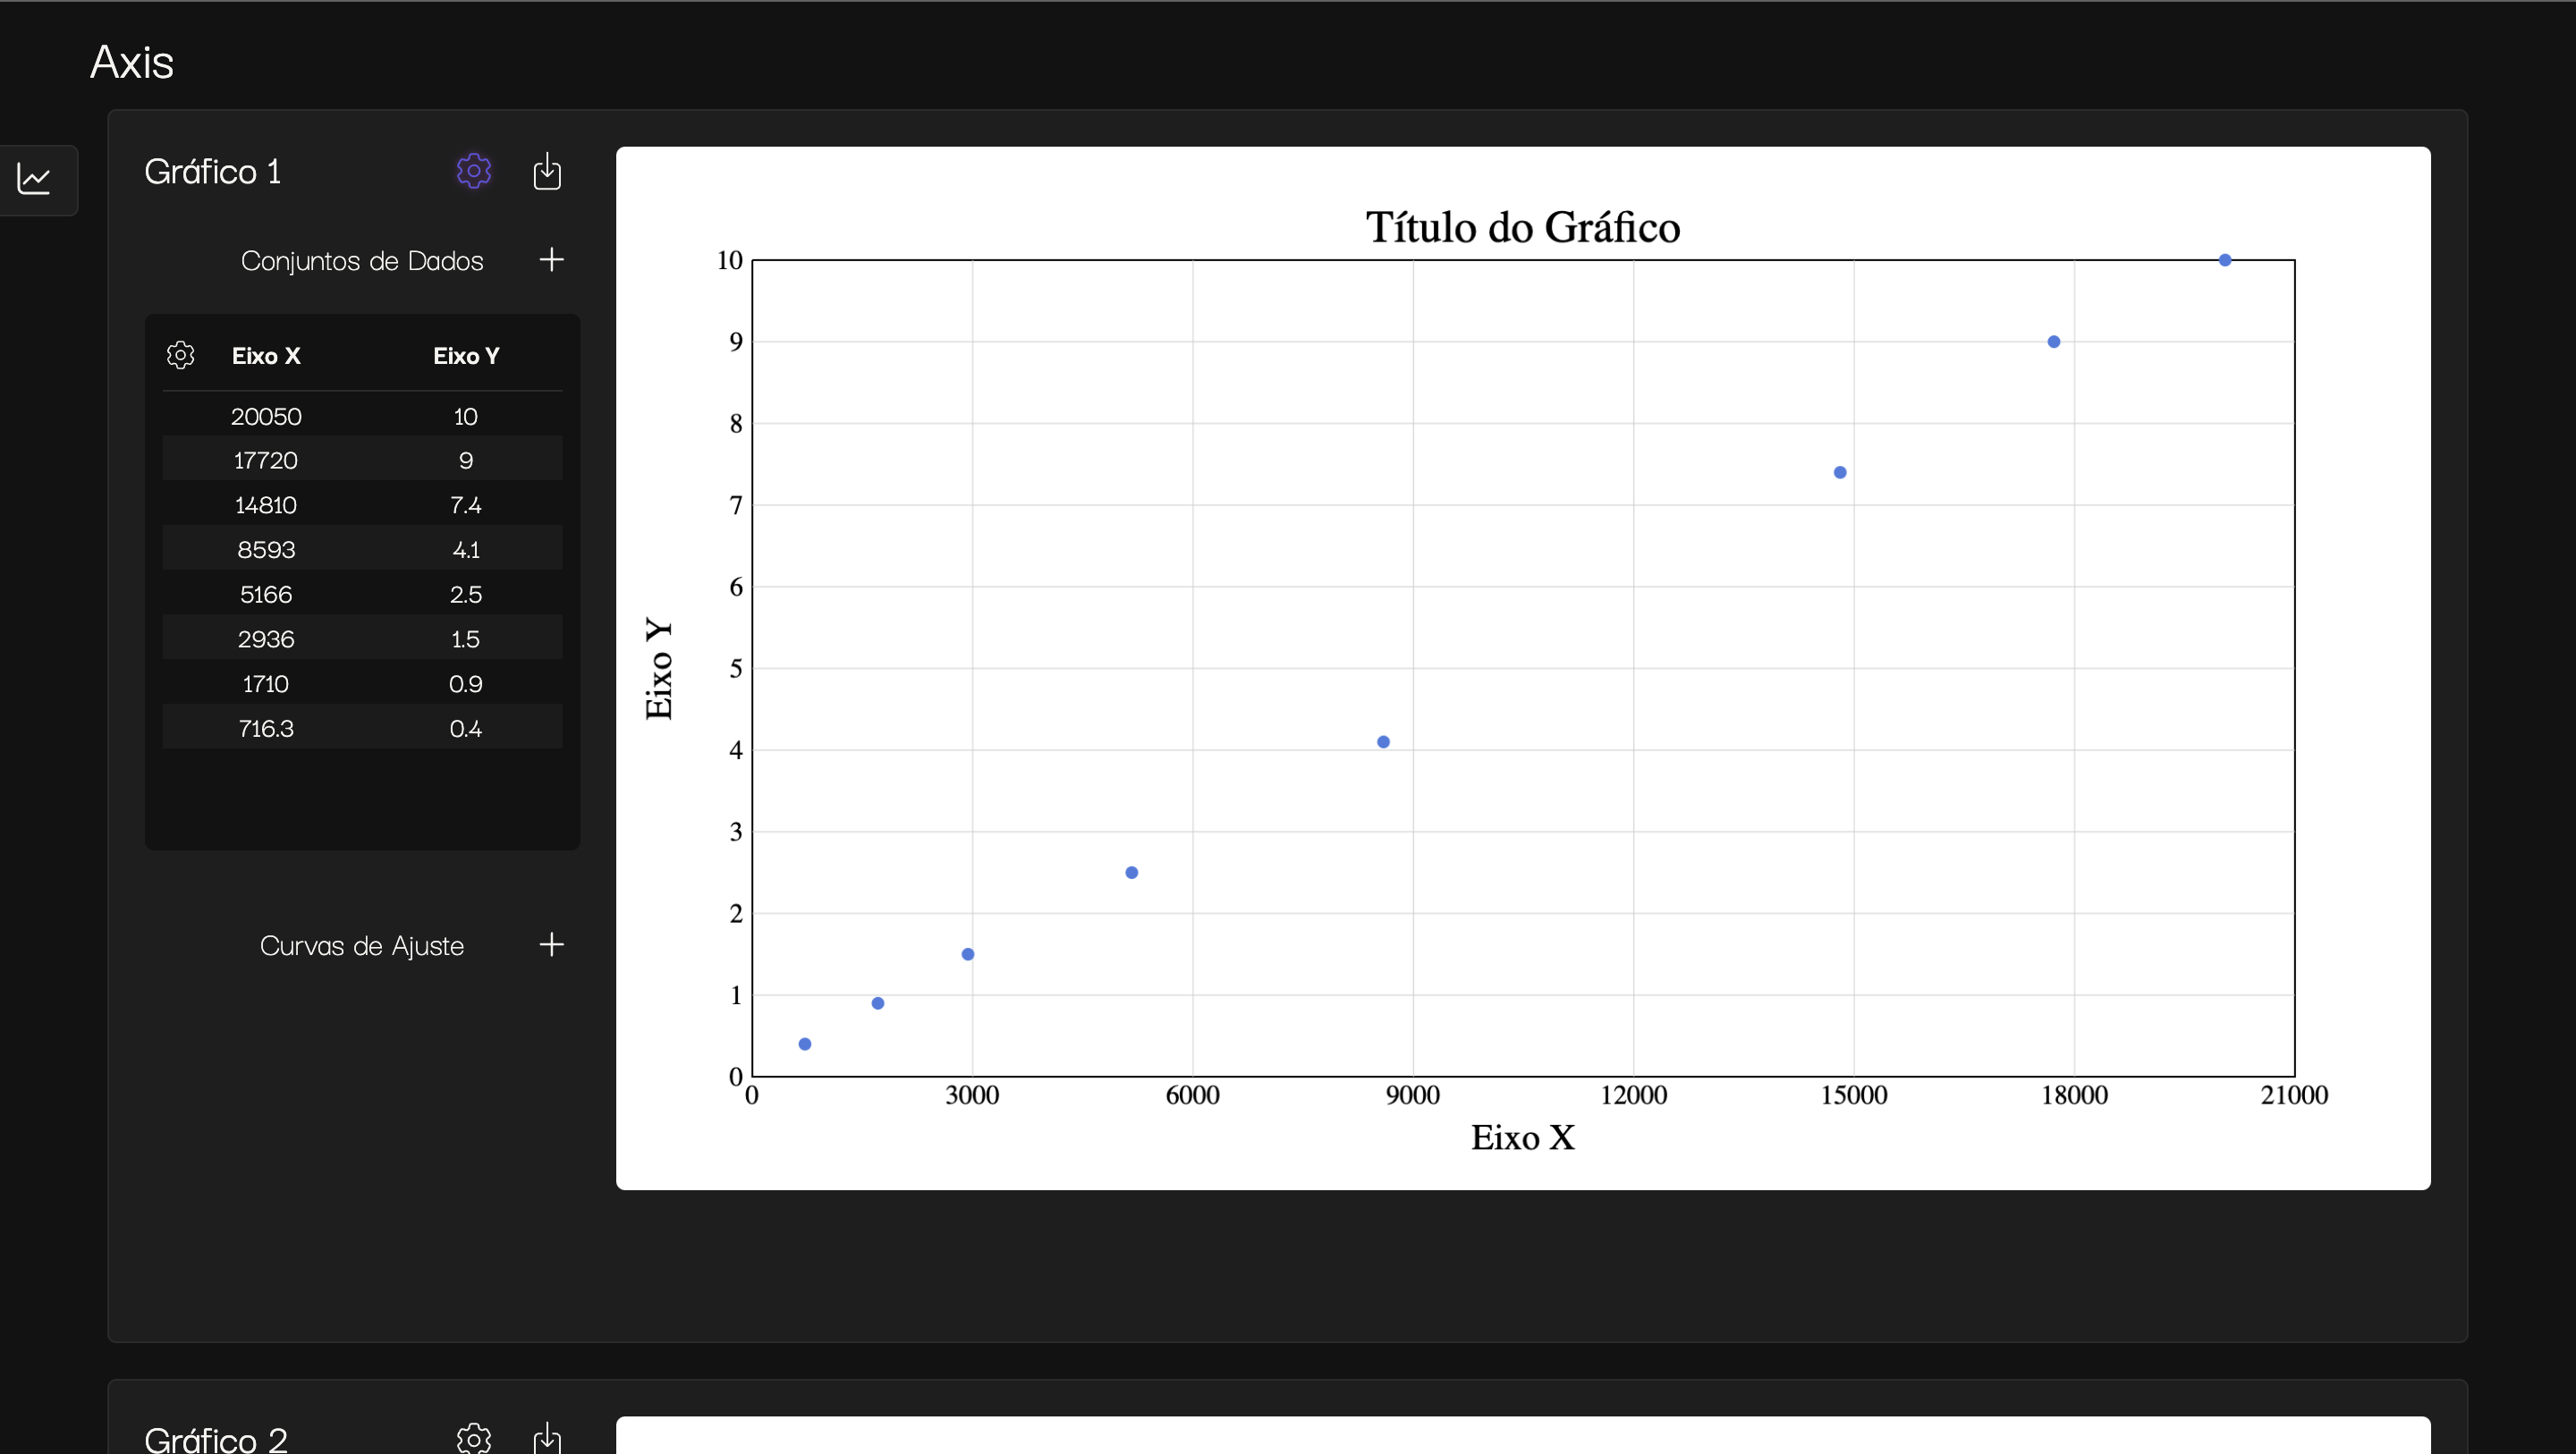 Axis
Gráfico 1
Conjuntos de Dados
Eixo X Eixo Y
20050 10
17720 9
14810 7.4
8593 4.1
5166 2.5
2936 1.5
1710 0.9
716.3 0.4
Curvas de Ajuste
Título do Gráfico
10
9
8
7
6
5
4
3
2
1
0
Eixo Y
0 3000 6000 9000 12000 15000 18000 21000
Eixo X
Gráfico 2